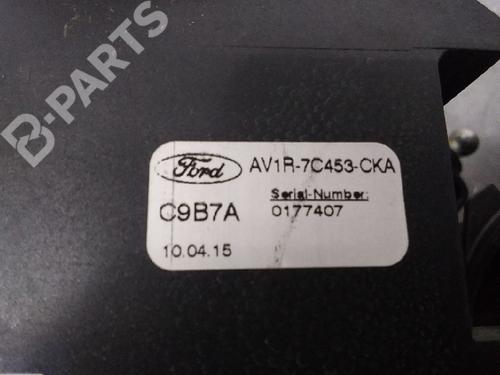 B-PARTS
Ford
AV1R-7C453-CKA
Serial-Number:
C9B7A
0177407
10.04.15